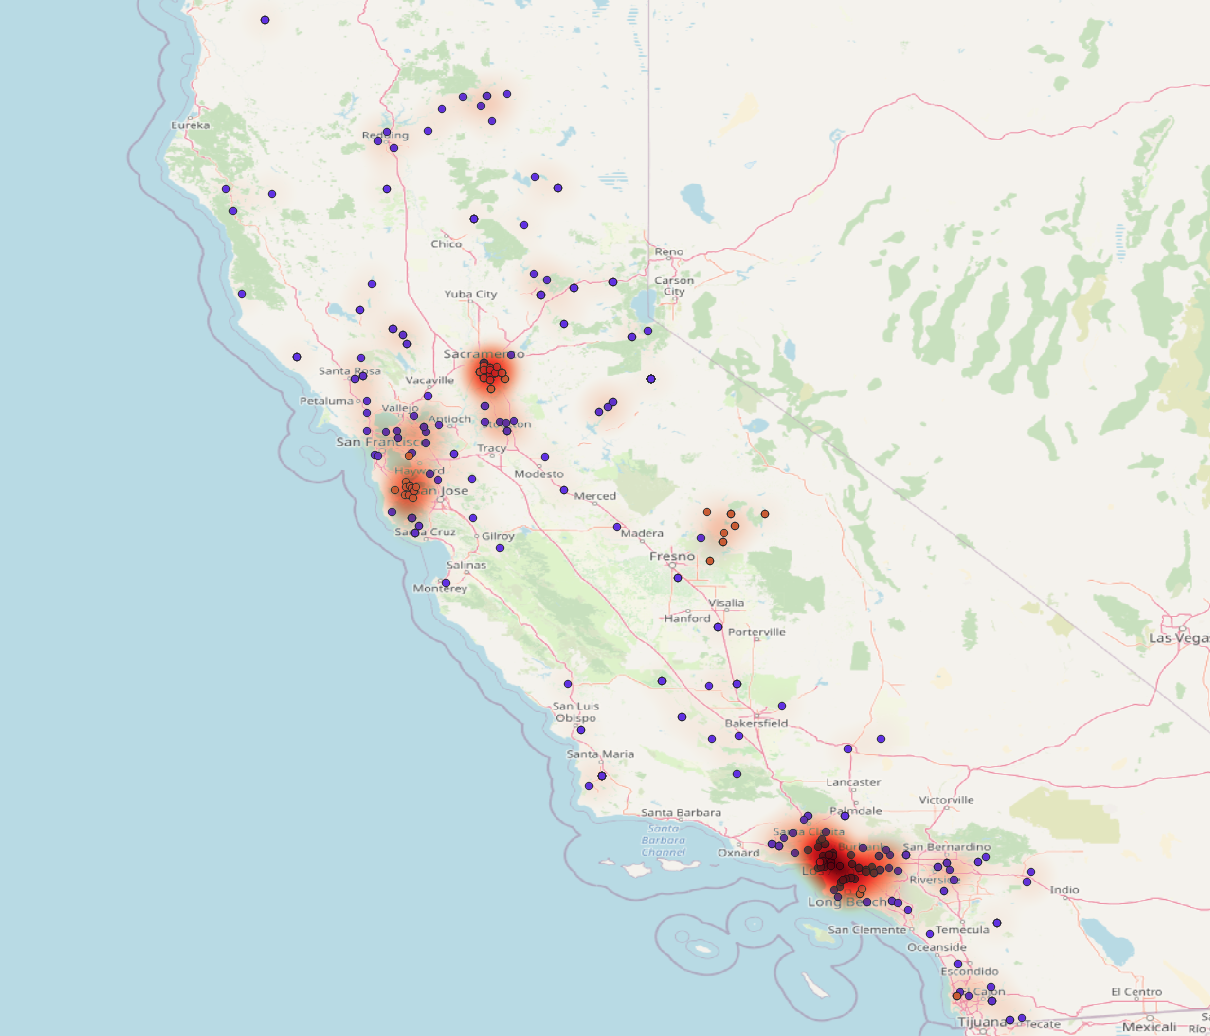 Eureka
Redding
Chico
Reno
Carson
City
Yuba City
Sacramento
Santa Rosa
Vacaville
Petaluma
Vallejo
Antioch
San Francisc
Tracy
Hayward
Modesto
San Jose
Merced
Santa Cruz
Gilroy
Madera
Fresno
Salinas
Monterey
Visalia
Hanford
Porterville
Las Vegas
San Luis
Obispo
Bakersfield
Santa Maria
Lancaster
Palmdale
Victorville
Santa Barbara
Santa
Barbara
Channel
Santa Clarita
Burbank
Oxnard
San Bernardino
Los
Riverside
Indio
Long Beach
San Clemente
Temecula
Oceanside
Escondido
El Cajon
El Centro
Tijuana
Tecate
Mexicali